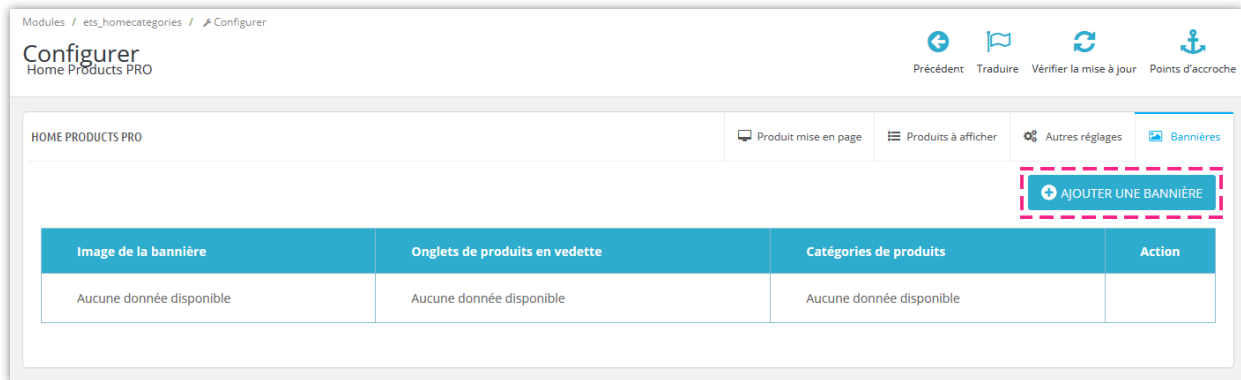 Modules / ets_homecategories / Configurer
Configurer
Home Products PRO
Précédent Traduire Vérifier la mise à jour Points d'accroche
HOME PRODUCTS PRO Produit mise en page Produits à afficher Autres réglages Bannières
AJOUTER UNE BANNIÈRE
Image de la bannière Onglets de produits en vedette Catégories de produits Action
Aucune donnée disponible Aucune donnée disponible Aucune donnée disponible